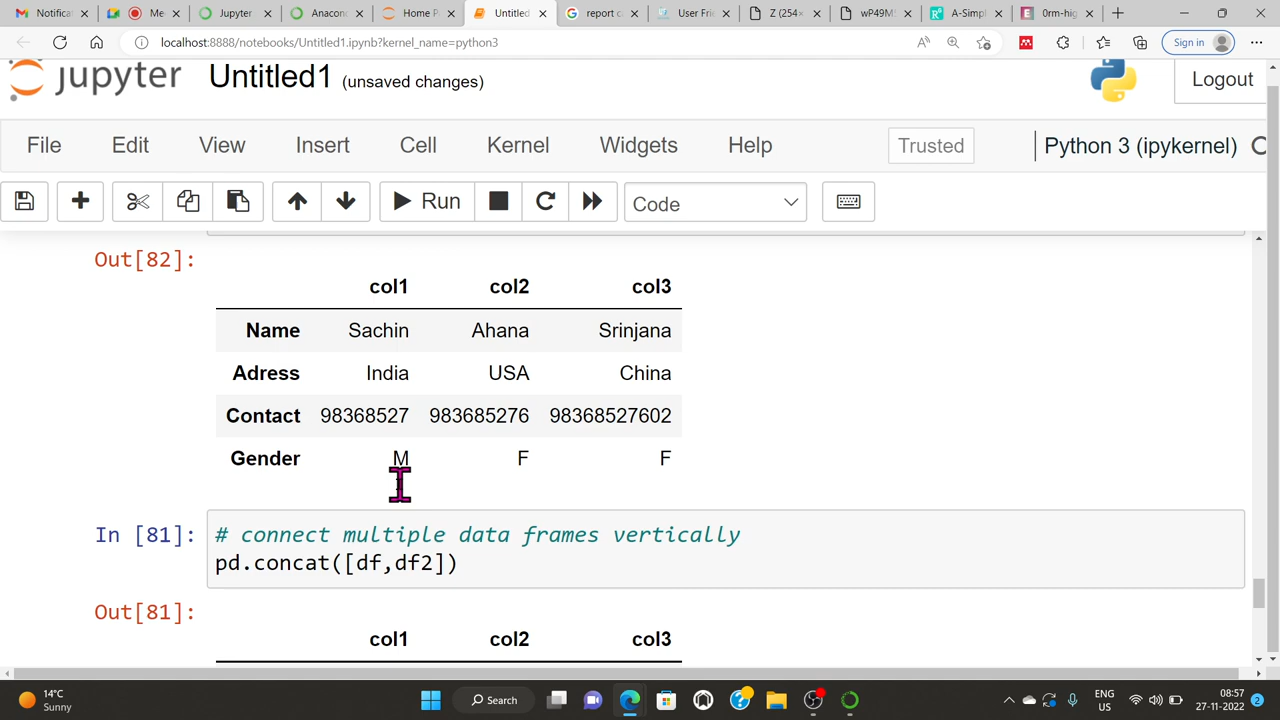 Notificat
Me
Jupyter
Anacon
Home P
Untitled
report c
User Frie
Z (254×
wP49M
A-Simpl
0rm-hig
localhost:8888/notebooks/Untitled1.ipynb?kernel_name=python3
Sign in
jupyter Untitled1 (unsaved changes)
Logout
File Edit View Insert Cell Kernel Widgets Help
Trusted
Python 3 (ipykernel)
Run
Code
Out[82]:
col1 col2 col3
Name Sachin Ahana Srinjana
Adress India USA China
Contact 98368527 983685276 98368527602
Gender M F F
In [81]: # connect multiple data frames vertically
pd.concat([df,df2])
Out[81]:
col1 col2 col3
14°C
Sunny
Search
ENG
US
08:57
27-11-2022
2